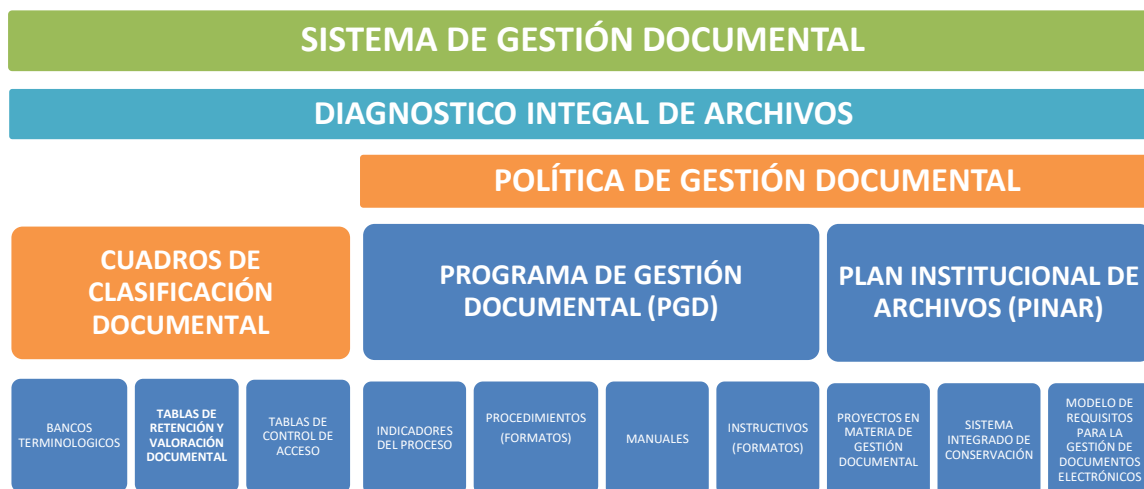 SISTEMA DE GESTIÓN DOCUMENTAL
DIAGNOSTICO INTEGAL DE ARCHIVOS
POLÍTICA DE GESTIÓN DOCUMENTAL
CUADROS DE
CLASIFICACIÓN
DOCUMENTAL
PROGRAMA DE GESTIÓN
DOCUMENTAL (PGD)
PLAN INSTITUCIONAL DE
ARCHIVOS (PINAR)
BANCOS
TERMINOLOGICOS
TABLAS DE
RETENCIÓN Y
VALORACIÓN
DOCUMENTAL
TABLAS DE
CONTROL DE
ACCESO
INDICADORES
DEL PROCESO
PROCEDIMIENTOS
(FORMATOS)
MANUALES
INSTRUCTIVOS
(FORMATOS)
PROYECTOS EN
MATERIA DE
GESTIÓN
DOCUMENTAL
SISTEMA
INTEGRADO DE
CONSERVACIÓN
MODELO DE
REQUISITOS
PARA LA
GESTIÓN DE
DOCUMENTOS
ELECTRÓNICOS